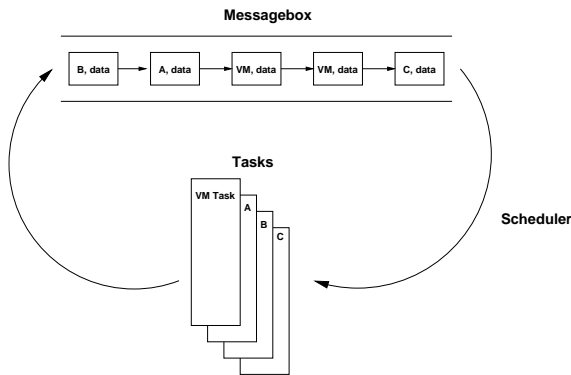 Messagebox
B, data
A, data
VM, data
VM, data
C, data
Tasks
VM Task
A
B
C
Scheduler